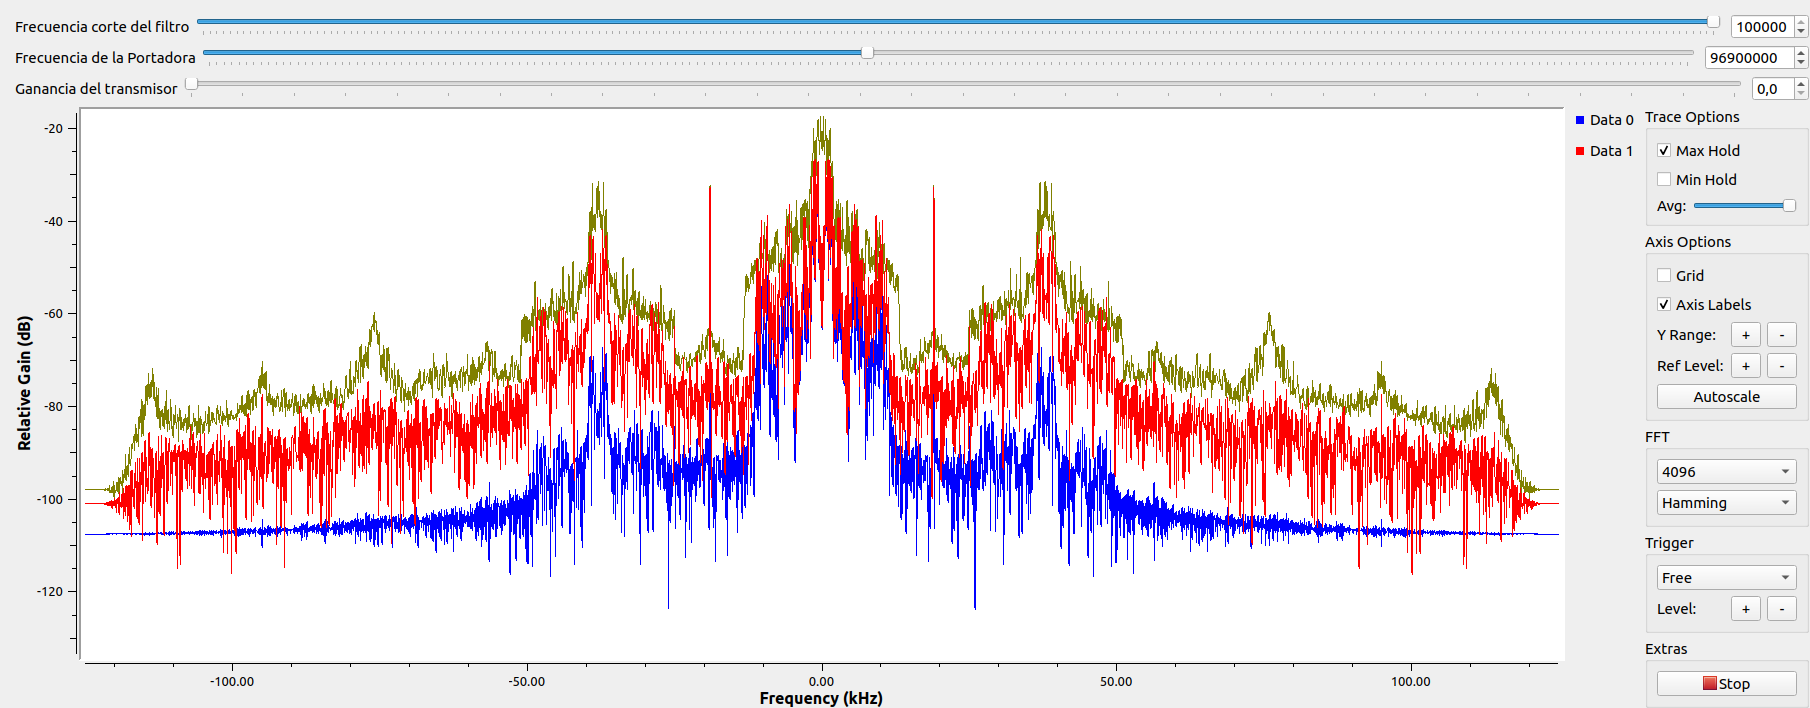 Frecuencia corte del filtro 100000
Frecuencia de la Portadora 96900000
Ganancia del transmisor 0,0
Data 0
Data 1
Trace Options
Max Hold
Min Hold
Avg:
Axis Options
Grid
Axis Labels
Y Range: + -
Ref Level: + -
Autoscale
FFT
4096
Hamming
Trigger
Free
Level: + -
Extras
Stop
Relative Gain (dB)
-20
-40
-60
-80
-100
-120
-100.00 -50.00 0.00 50.00 100.00
Frequency (kHz)